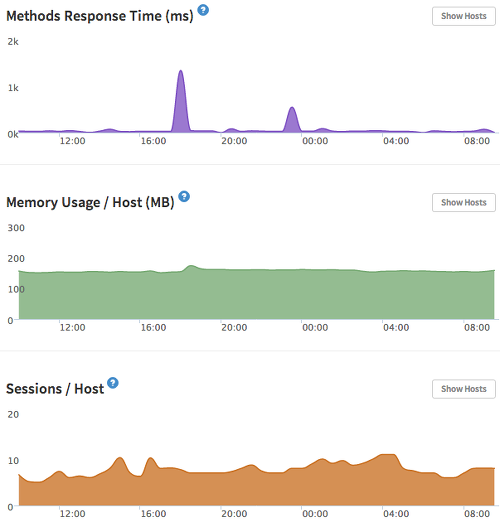 Methods Response Time (ms) ?
Show Hosts
2k
1k
0k
12:00 16:00 20:00 00:00 04:00 08:00
Memory Usage / Host (MB) ?
Show Hosts
300
200
100
0
12:00 16:00 20:00 00:00 04:00 08:00
Sessions / Host ?
Show Hosts
20
10
0
12:00 16:00 20:00 00:00 04:00 08:00